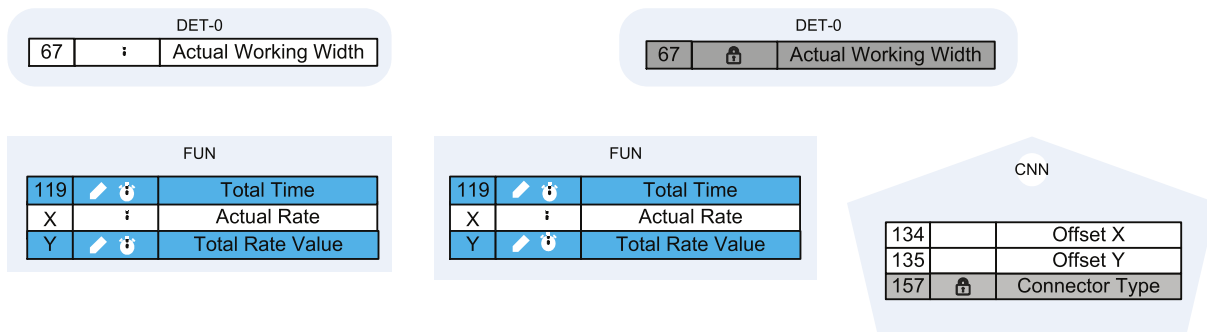 DET-0
67 Actual Working Width
DET-0
67 Actual Working Width
FUN
119 Total Time
X Actual Rate
Y Total Rate Value
FUN
119 Total Time
X Actual Rate
Y Total Rate Value
CNN
134 Offset X
135 Offset Y
157 Connector Type